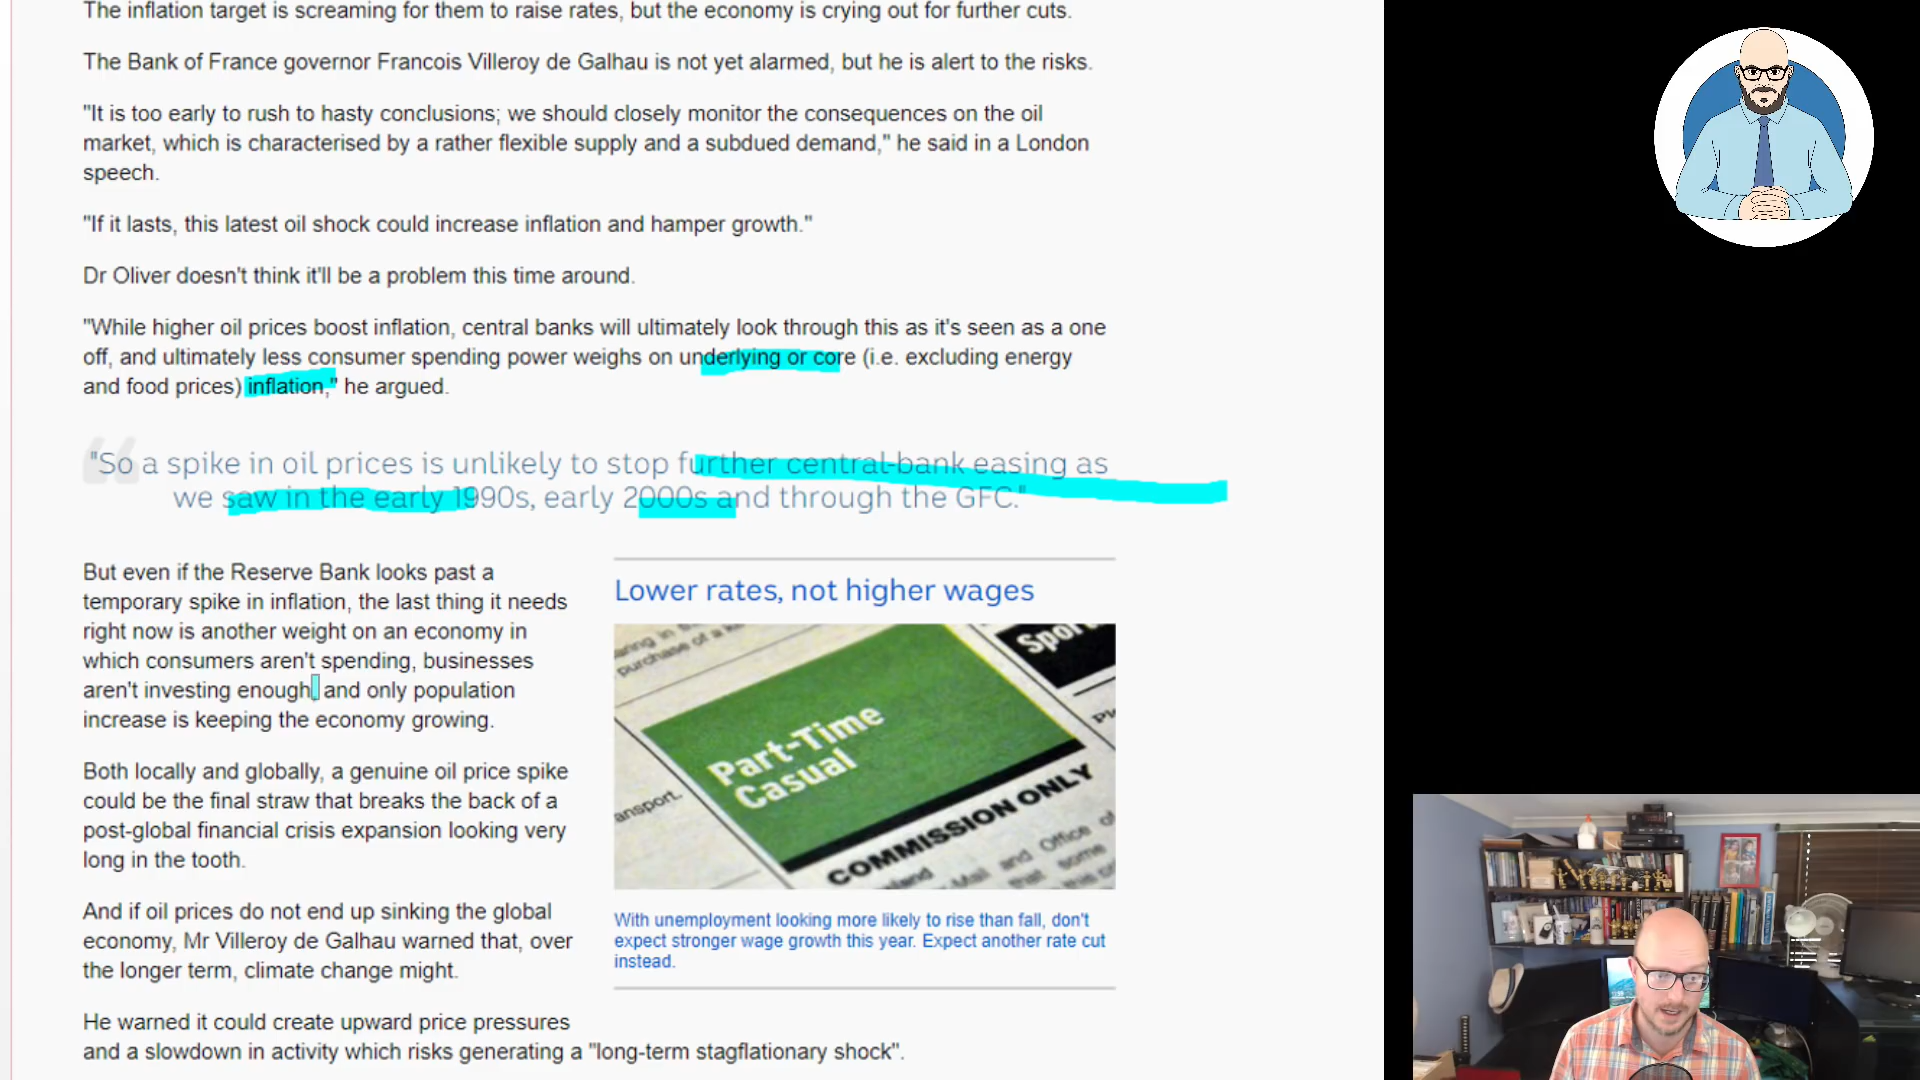 The inflation target is screaming for them to raise rates, but the economy is crying out for further cuts.
The Bank of France governor Francois Villeroy de Galhau is not yet alarmed, but he is alert to the risks.
"It is too early to rush to hasty conclusions; we should closely monitor the consequences on the oil
market, which is characterised by a rather flexible supply and a subdued demand," he said in a London
speech.
"If it lasts, this latest oil shock could increase inflation and hamper growth."
Dr Oliver doesn't think it'll be a problem this time around.
"While higher oil prices boost inflation, central banks will ultimately look through this as it's seen as a one
off, and ultimately less consumer spending power weighs on underlying or core (i.e. excluding energy
and food prices) inflation," he argued.
"So a spike in oil prices is unlikely to stop further central-bank easing as
we saw in the early 1990s, early 2000s and through the GFC."
But even if the Reserve Bank looks past a
temporary spike in inflation, the last thing it needs
right now is another weight on an economy in
which consumers aren't spending, businesses
aren't investing enough, and only population
increase is keeping the economy growing.
Both locally and globally, a genuine oil price spike
could be the final straw that breaks the back of a
post-global financial crisis expansion looking very
long in the tooth.
And if oil prices do not end up sinking the global
economy, Mr Villeroy de Galhau warned that, over
the longer term, climate change might.
He warned it could create upward price pressures
and a slowdown in activity which risks generating a "long-term stagflationary shock".
Lower rates, not higher wages
purchase of a
Part-Time
Casual
COMMISSION ONLY
ansport.
Mail and Office of
With unemployment looking more likely to rise than fall, don't
expect stronger wage growth this year. Expect another rate cut
instead.